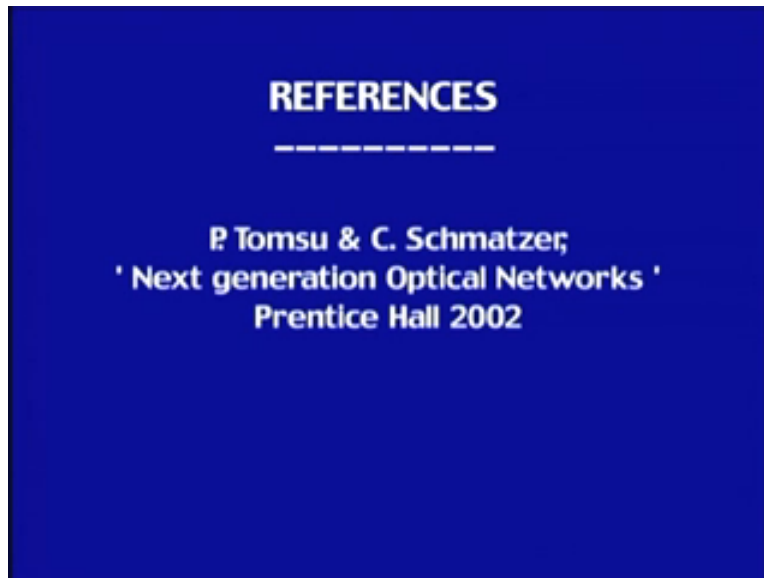 REFERENCES
----------
P. Tomsu & C. Schmatzer,
' Next generation Optical Networks '
Prentice Hall 2002